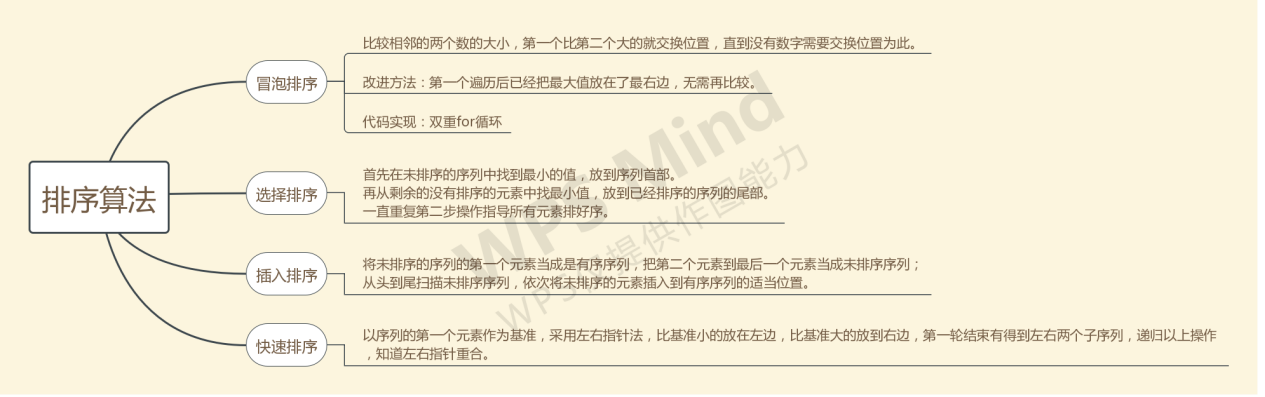 排序算法
冒泡排序
比较相邻的两个数的大小，第一个比第二个大的就交换位置，直到没有数字需要交换位置为此。
改进方法：第一个遍历后已经把最大值放在了最右边，无需再比较。
代码实现：双重for循环
选择排序
首先在未排序的序列中找到最小的值，放到序列首部。
再从剩余的没有排序的元素中找最小值，放到已经排序的序列的尾部。
一直重复第二步操作指导所有元素排好序。
插入排序
将未排序的序列的第一个元素当成是有序序列，把第二个元素到最后一个元素当成未排序序列；
从头到尾扫描未排序序列，依次将未排序的元素插入到有序序列的适当位置。
快速排序
以序列的第一个元素作为基准，采用左右指针法，比基准小的放在左边，比基准大的放到右边，第一轮结束有得到左右两个子序列，递归以上操作
，知道左右指针重合。
WPS Mind
WPS仅提供作图能力